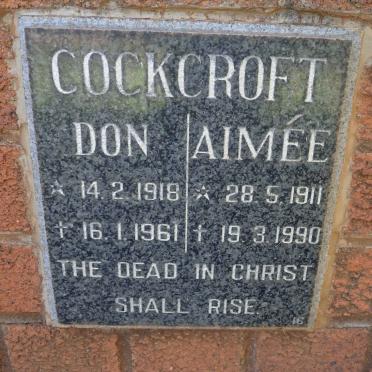 COCKCROFT
DON AIMÉE
☆ 14.2.1918 ☆ 28.5.1911
† 16.1.1961 † 19.3.1990
THE DEAD IN CHRIST
SHALL RISE.
16